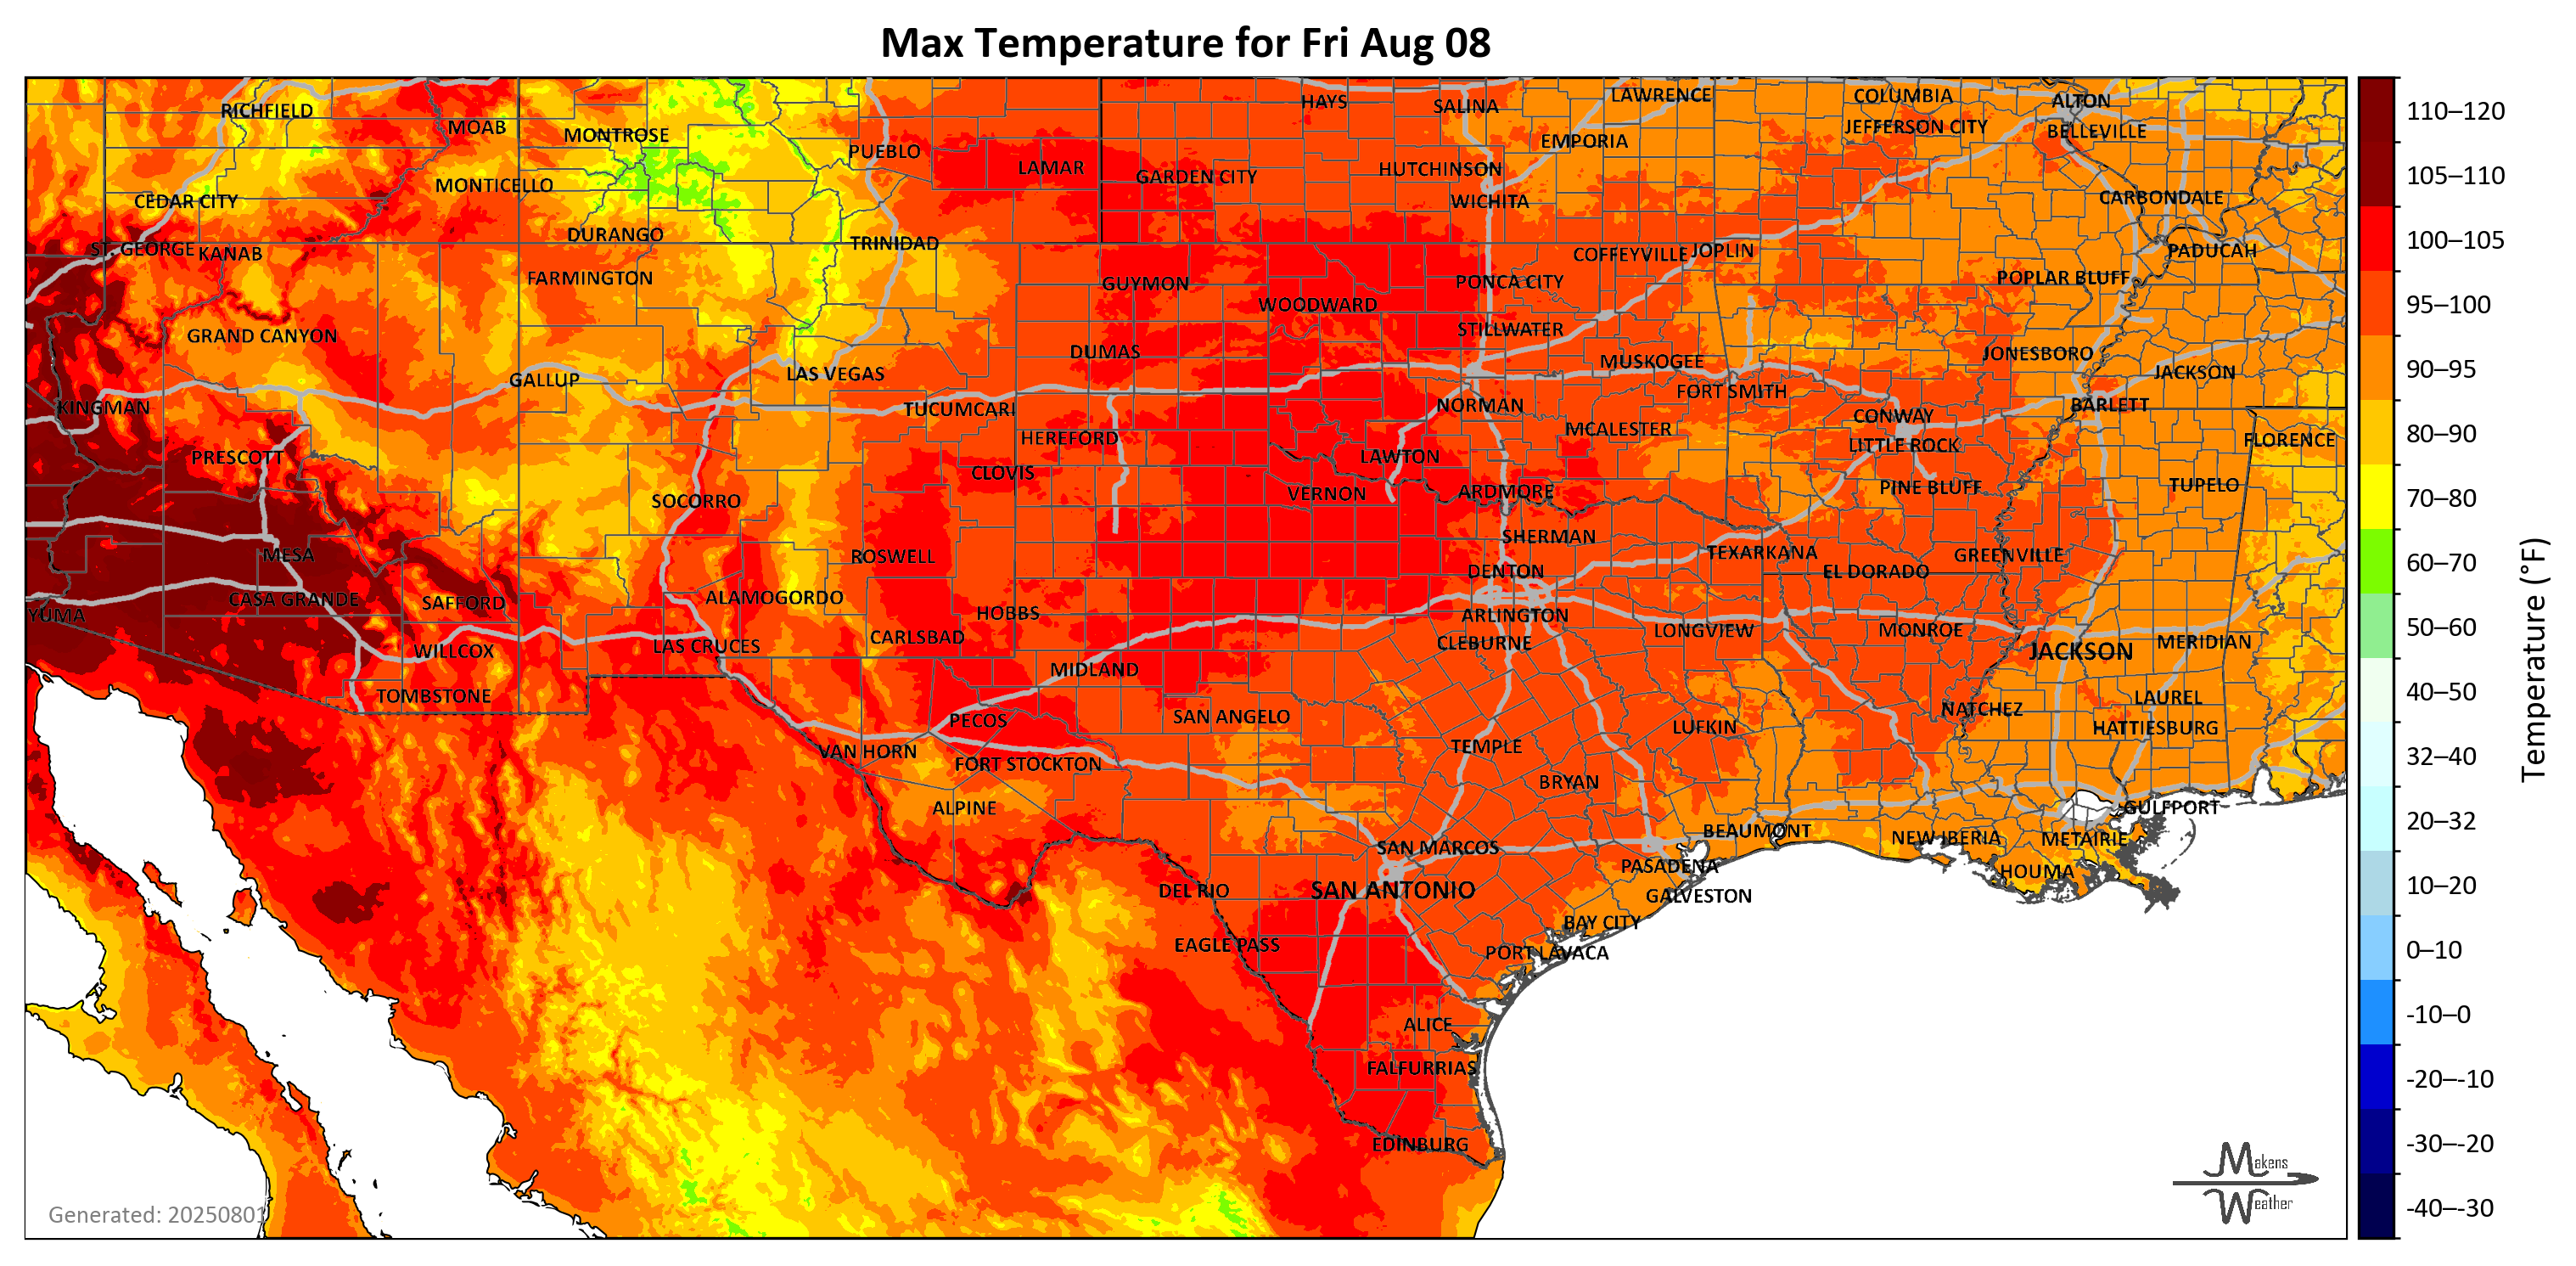 Max Temperature for Fri Aug 08
RICHFIELD
MOAB
MONTROSE
PUEBLO
LAMAR
HAYS
SALINA
LAWRENCE
EMPORIA
COLUMBIA
JEFFERSON CITY
ALTON
BELLEVILLE
GARDEN CITY
HUTCHINSON
WICHITA
MONTICELLO
CEDAR CITY
CARBONDALE
ST. GEORGE
KANAB
DURANGO
TRINIDAD
COFFEYVILLE
JOPLIN
PADUCAH
FARMINGTON
GUYMON
WOODWARD
PONCA CITY
POPLAR BLUFF
GRAND CANYON
STILLWATER
DUMAS
MUSKOGEE
JONESBORO
JACKSON
GALLUP
LAS VEGAS
FORT SMITH
KINGMAN
TUCUMCARI
NORMAN
CONWAY
BARLETT
HEREFORD
MCALESTER
LITTLE ROCK
FLORENCE
PRESCOTT
CLOVIS
LAWTON
SOCORRO
VERNON
ARDMORE
PINE BLUFF
TUPELO
MESA
ROSWELL
SHERMAN
TEXARKANA
GREENVILLE
DENTON
EL DORADO
CASA GRANDE
SAFFORD
ALAMOGORDO
YUMA
HOBBS
ARLINGTON
CARLSBAD
CLEBURNE
LONGVIEW
MONROE
WILLCOX
LAS CRUCES
JACKSON
MERIDIAN
MIDLAND
TOMBSTONE
LAUREL
PECOS
SAN ANGELO
NATCHEZ
LUFKIN
HATTIESBURG
VAN HORN
TEMPLE
FORT STOCKTON
BRYAN
ALPINE
GULFPORT
BEAUMONT
NEW IBERIA
METAIRIE
SAN MARCOS
PASADENA
HOUMA
DEL RIO
SAN ANTONIO
GALVESTON
BAY CITY
EAGLE PASS
PORT LAVACA
ALICE
FALFURRIAS
EDINBURG
Generated: 20250801
Makens
Weather
110–120
105–110
100–105
95–100
90–95
80–90
70–80
60–70
50–60
40–50
32–40
20–32
10–20
0–10
-10–0
-20–-10
-30–-20
-40–-30
Temperature (°F)